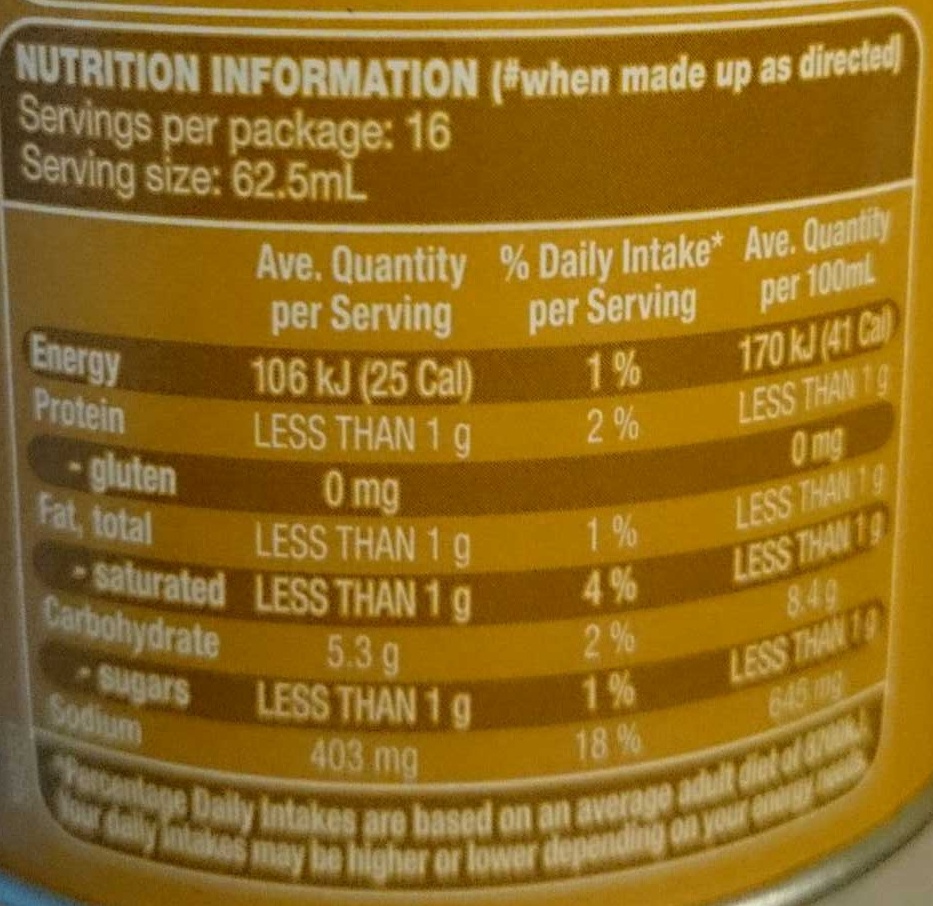 NUTRITION INFORMATION (#when made up as directed)
Servings per package: 16
Serving size: 62.5mL
Ave. Quantity per Serving % Daily Intake* per Serving Ave. Quantity per 100mL
Energy 106 kJ (25 Cal) 1 % 170 kJ (41 Cal)
Protein LESS THAN 1 g 2 % LESS THAN 1 g
- gluten 0 mg 0 mg
Fat, total LESS THAN 1 g 1 % LESS THAN 1 g
- saturated LESS THAN 1 g 4 % LESS THAN 1 g
Carbohydrate 5.3 g 2 % 8.4 g
- sugars LESS THAN 1 g 1 % LESS THAN 1 g
Sodium 403 mg 18 % 645 mg
*Percentage Daily Intakes are based on an average adult diet of 8700kJ.
Your daily intakes may be higher or lower depending on your energy needs.